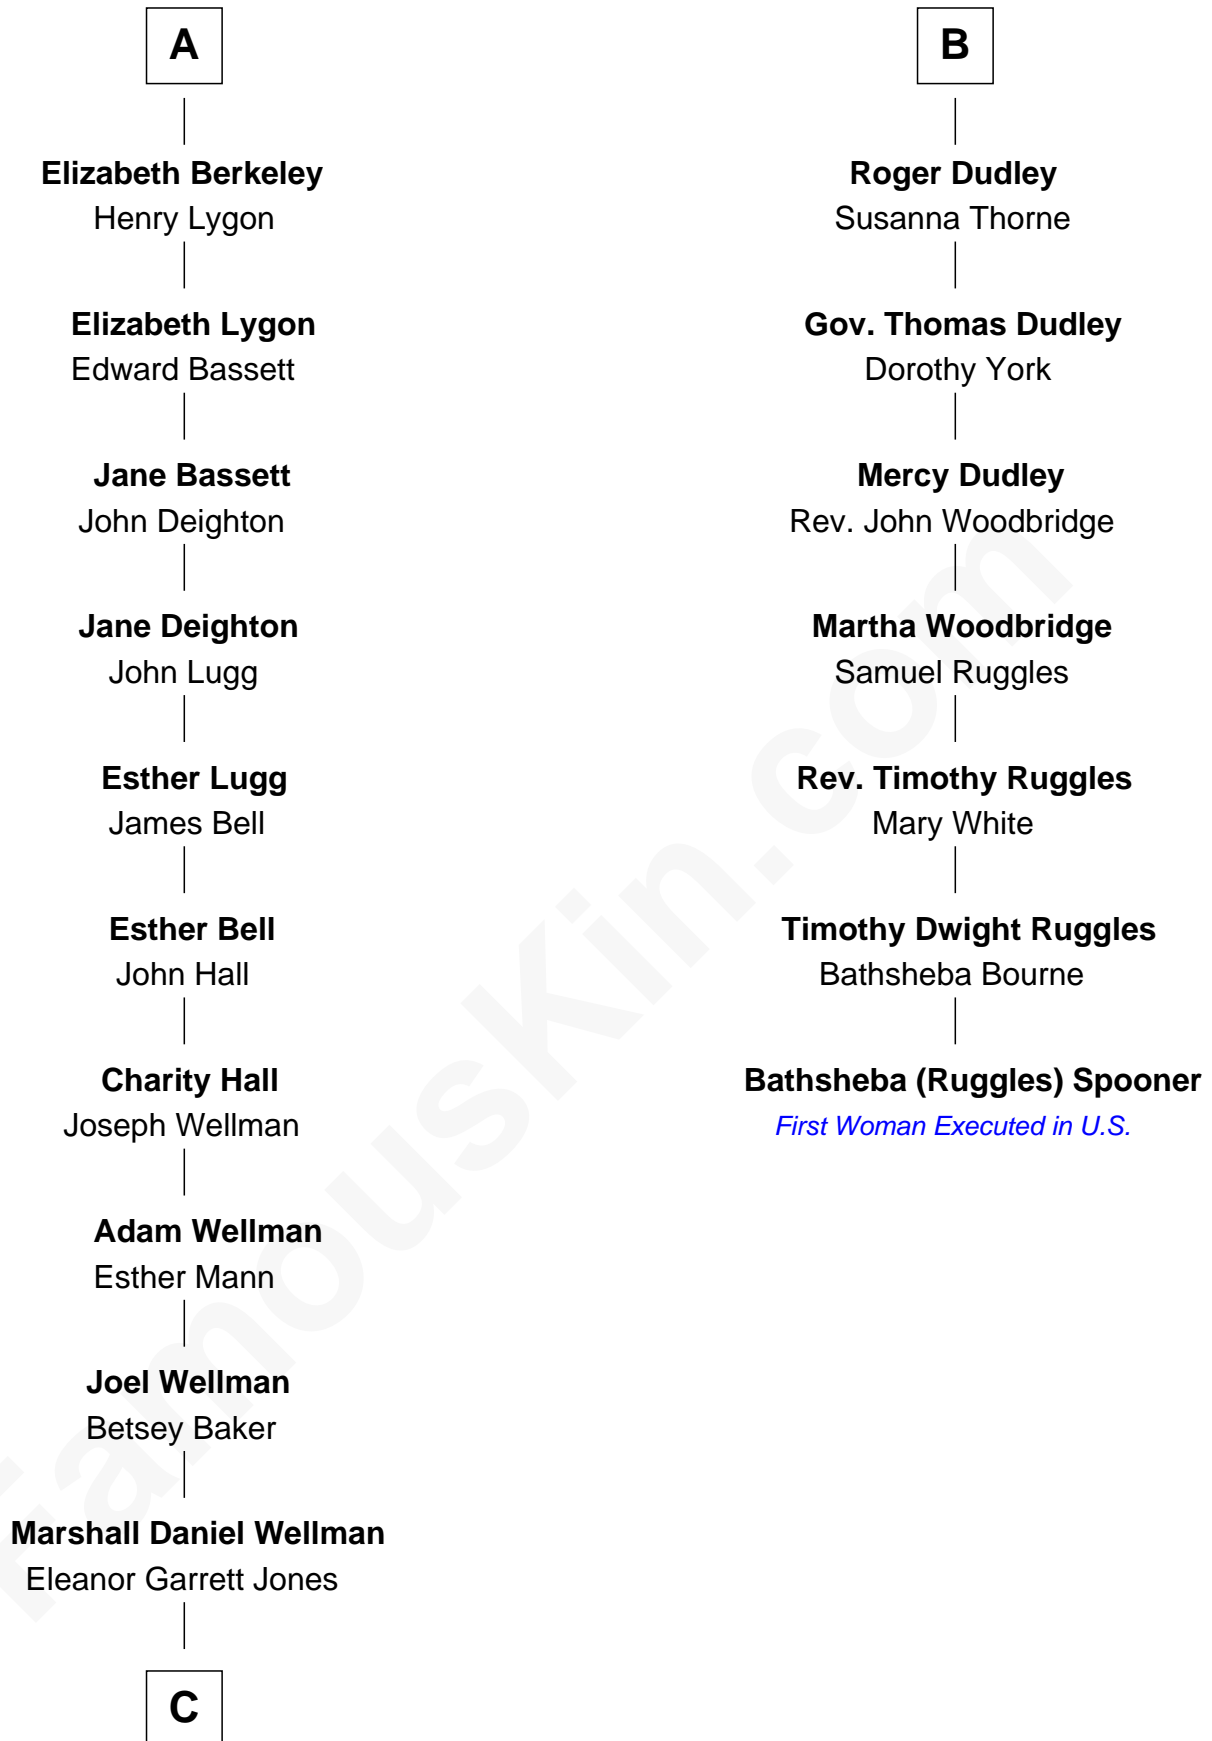 A
Elizabeth Berkeley
Henry Lygon
Elizabeth Lygon
Edward Bassett
Jane Bassett
John Deighton
Jane Deighton
John Lugg
Esther Lugg
James Bell
Esther Bell
John Hall
Charity Hall
Joseph Wellman
Adam Wellman
Esther Mann
Joel Wellman
Betsey Baker
Marshall Daniel Wellman
Eleanor Garrett Jones
C
B
Roger Dudley
Susanna Thorne
Gov. Thomas Dudley
Dorothy York
Mercy Dudley
Rev. John Woodbridge
Martha Woodbridge
Samuel Ruggles
Rev. Timothy Ruggles
Mary White
Timothy Dwight Ruggles
Bathsheba Bourne
Bathsheba (Ruggles) Spooner
First Woman Executed in U.S.
FamousKin.com